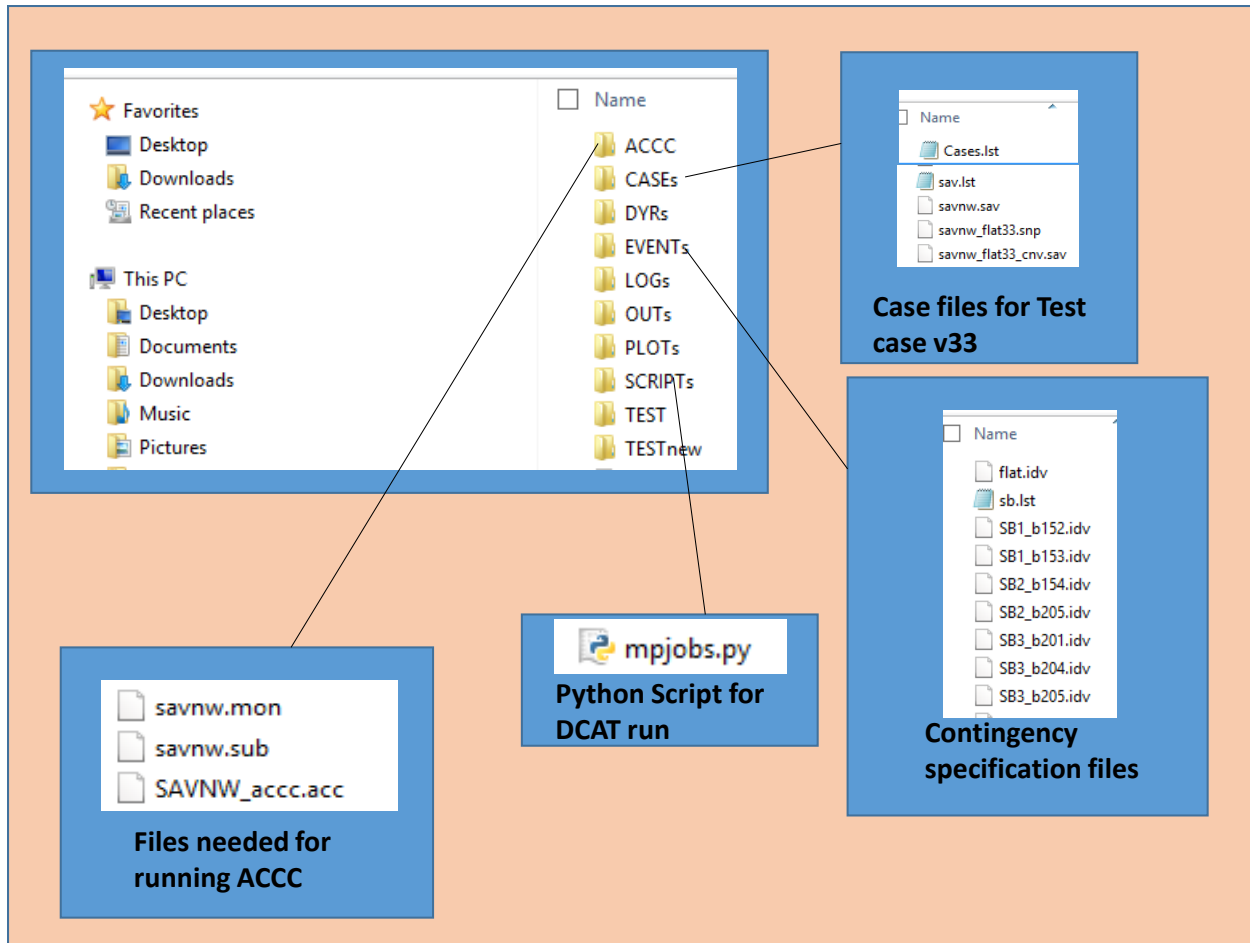 Favorites
Desktop
Downloads
Recent places
This PC
Desktop
Documents
Downloads
Music
Pictures
Name
ACCC
CASEs
DYRs
EVENTs
LOGs
OUTs
PLOTs
SCRIPTs
TEST
TESTnew
Name
Cases.lst
sav.lst
savnw.sav
savnw_flat33.snp
savnw_flat33_cnv.sav
Case files for Test
case v33
Name
flat.idv
sb.lst
SB1_b152.idv
SB1_b153.idv
SB2_b154.idv
SB2_b205.idv
SB3_b201.idv
SB3_b204.idv
SB3_b205.idv
Contingency
specification files
mpjobs.py
Python Script for
DCAT run
savnw.mon
savnw.sub
SAVNW_accc.acc
Files needed for
running ACCC